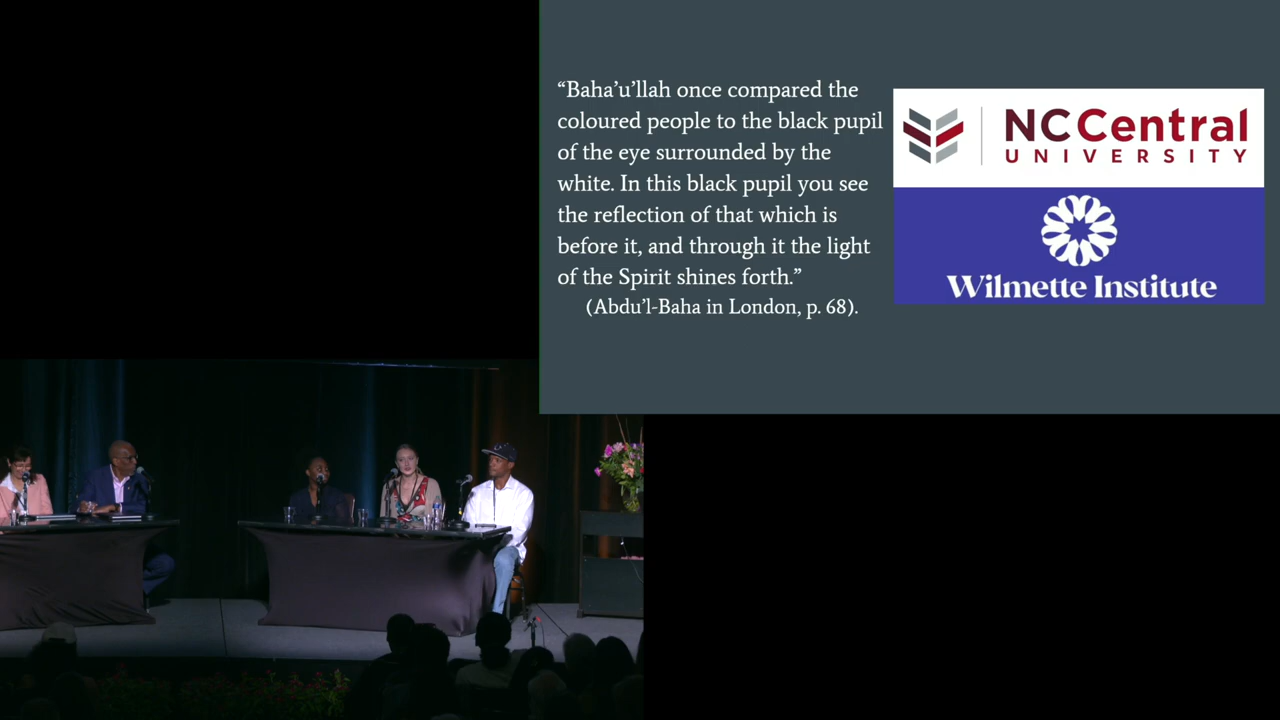 “Baha’u’llah once compared the
coloured people to the black pupil
of the eye surrounded by the
white. In this black pupil you see
the reflection of that which is
before it, and through it the light
of the Spirit shines forth.”
(Abdu’l-Baha in London, p. 68).
NCCentral
UNIVERSITY
Wilmette Institute